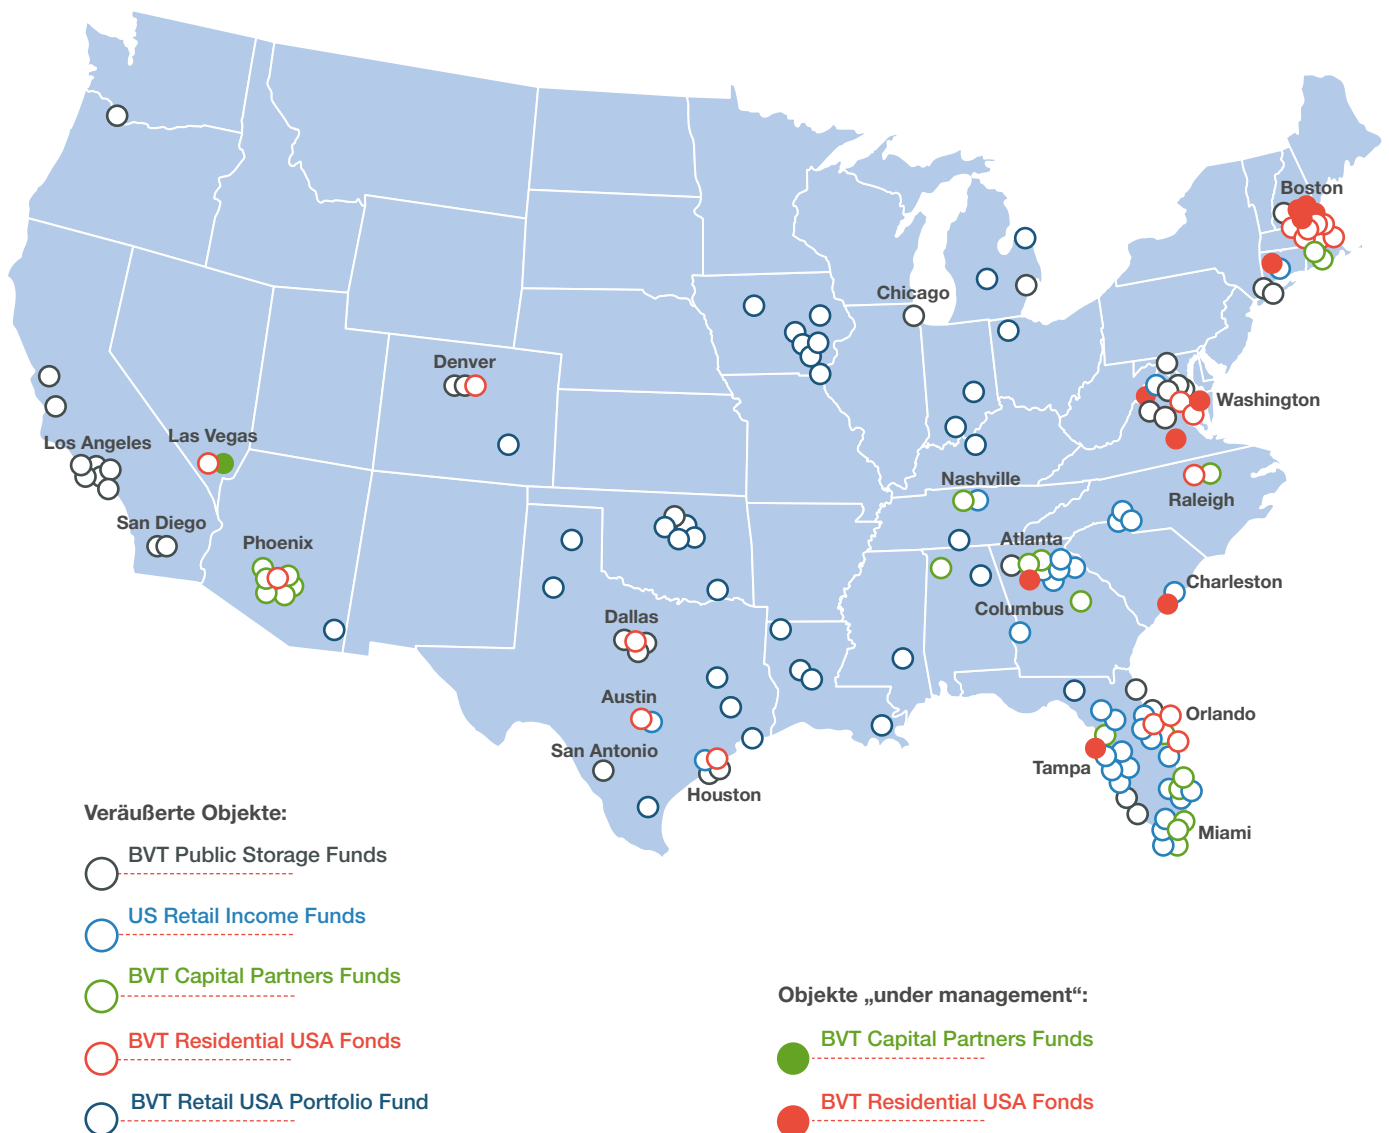 Boston
Chicago
Denver
Washington
Los Angeles
Las Vegas
Nashville
Raleigh
San Diego
Phoenix
Atlanta
Charleston
Columbus
Dallas
Austin
Orlando
San Antonio
Tampa
Houston
Miami
Veräußerte Objekte:
BVT Public Storage Funds
US Retail Income Funds
BVT Capital Partners Funds
BVT Residential USA Fonds
BVT Retail USA Portfolio Fund
Objekte „under management“:
BVT Capital Partners Funds
BVT Residential USA Fonds